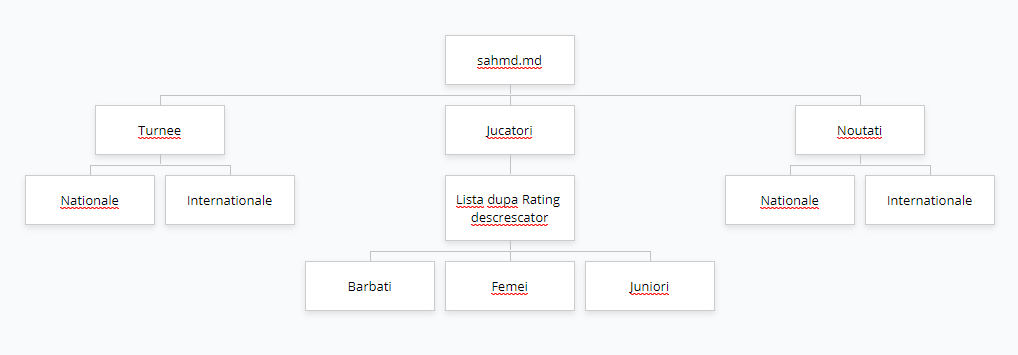 sahmd.md
Turnee
Jucatori
Noutati
Nationale
Internationale
Lista dupa Rating
descrescator
Nationale
Internationale
Barbati
Femei
Juniori